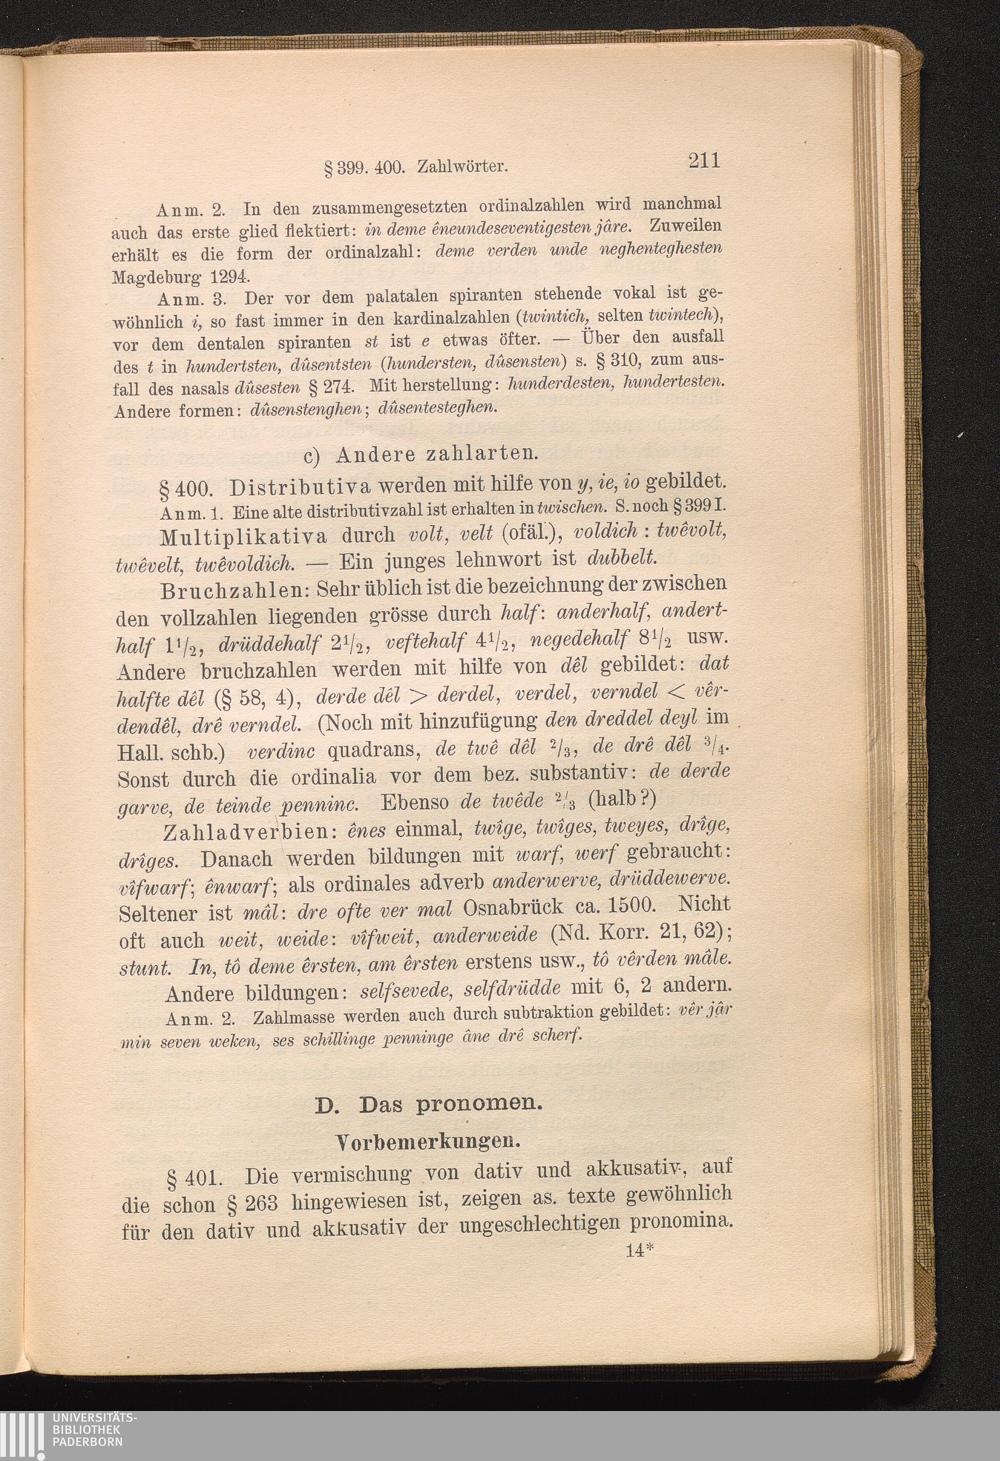 § 399. 400. Zahlwörter. 211
Anm. 2. In den zusammengesetzten ordinalzahlen wird manchmal
auch das erste glied flektiert: in deme êneundeseventigesten jâre. Zuweilen
erhält es die form der ordinalzahl: deme verden unde neghenteghesten
Magdeburg 1294.
Anm. 3. Der vor dem palatalen spiranten stehende vokal ist ge-
wöhnlich i, so fast immer in den kardinalzahlen (twintich, selten twintech),
vor dem dentalen spiranten st ist e etwas öfter. — Über den ausfall
des t in hundertsten, dûsentsten (hundersten, dûsensten) s. § 310, zum aus-
fall des nasals dûsesten § 274. Mit herstellung: hunderdesten, hundertesten.
Andere formen: dûsenstenghen; dûsentesteghen.
c) Andere zahlarten.
§ 400. Distributiva werden mit hilfe von y, ie, io gebildet.
Anm. 1. Eine alte distributivzahl ist erhalten in twischen. S. noch § 399 I.
Multiplikativa durch volt, velt (ofäl.), voldich : twêvolt,
twêvelt, twêvoldich. — Ein junges lehnwort ist dubbelt.
Bruchzahlen: Sehr üblich ist die bezeichnung der zwischen
den vollzahlen liegenden grösse durch half: anderhalf, andert-
half 1¹/₂, drüddehalf 2¹/₂, veftehalf 4¹/₂, negedehalf 8¹/₂ usw.
Andere bruchzahlen werden mit hilfe von dêl gebildet: dat
halfte dêl (§ 58, 4), derde dêl > derdel, verdel, verndel < vêr-
dendêl, drê verndel. (Noch mit hinzufügung den dreddel deyl im
Hall. schb.) verdinc quadrans, de twê dêl ²/₃, de drê dêl ³/₄.
Sonst durch die ordinalia vor dem bez. substantiv: de derde
garve, de teinde penninc. Ebenso de twêde ²/₃ (halb?)
Zahladverbien: ênes einmal, twîge, twîges, tweyes, drîge,
drîges. Danach werden bildungen mit warf, werf gebraucht:
vîfwarf; ênwarf; als ordinales adverb anderwerve, drüddewerve.
Seltener ist mâl: dre ofte ver mal Osnabrück ca. 1500. Nicht
oft auch weit, weide: vîfweit, anderweide (Nd. Korr. 21, 62);
stunt. In, tô deme êrsten, am êrsten erstens usw., tô vêrden mâle.
Andere bildungen: selfsevede, selfdrüdde mit 6, 2 andern.
Anm. 2. Zahlmasse werden auch durch subtraktion gebildet: vêr jâr
min seven weken, ses schillinge penninge âne drê scherf.
D. Das pronomen.
Vorbemerkungen.
§ 401. Die vermischung von dativ und akkusativ, auf
die schon § 263 hingewiesen ist, zeigen as. texte gewöhnlich
für den dativ und akkusativ der ungeschlechtigen pronomina.
14*
UNIVERSITÄTS-
BIBLIOTHEK
PADERBORN